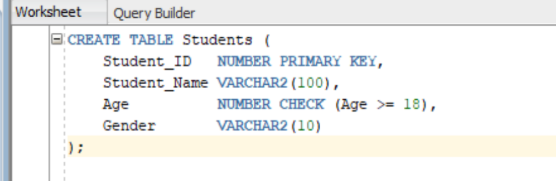 Worksheet Query Builder
CREATE TABLE Students (
    Student_ID   NUMBER PRIMARY KEY,
    Student_Name VARCHAR2(100),
    Age          NUMBER CHECK (Age >= 18),
    Gender       VARCHAR2(10)
);